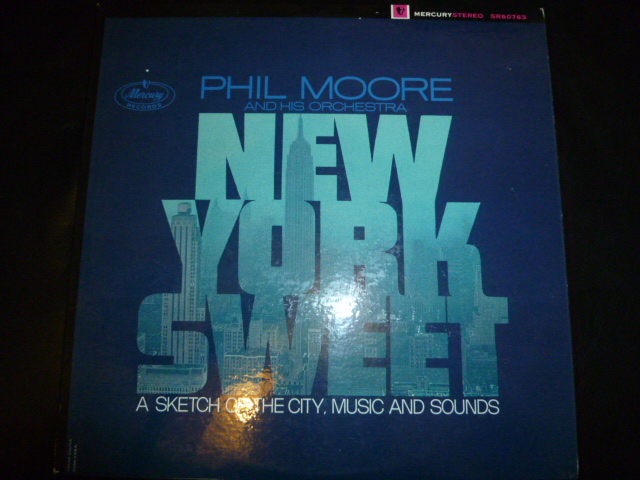 MERCURY STEREO SR60763
Mercury
RECORDS
PHIL MOORE
AND HIS ORCHESTRA
NEW
YORK
SWEET
A SKETCH OF THE CITY, MUSIC AND SOUNDS